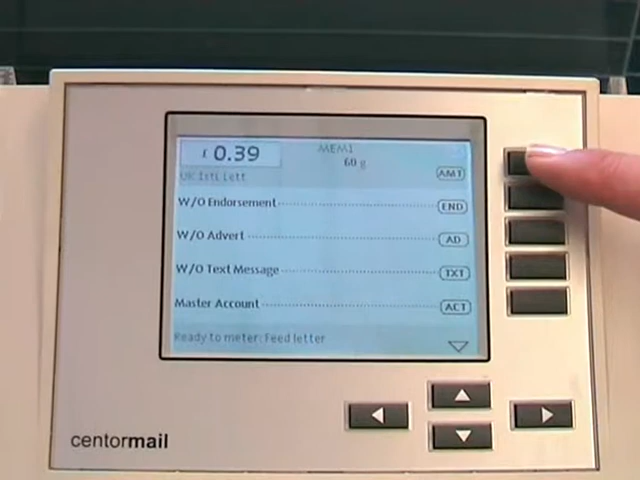 £ 0.39
MEM1
60 g
UK 1stL Lett
AMT
W/O Endorsement END
W/O Advert AD
W/O Text Message TXT
Master Account ACT
Ready to meter: Feed letter
centormail